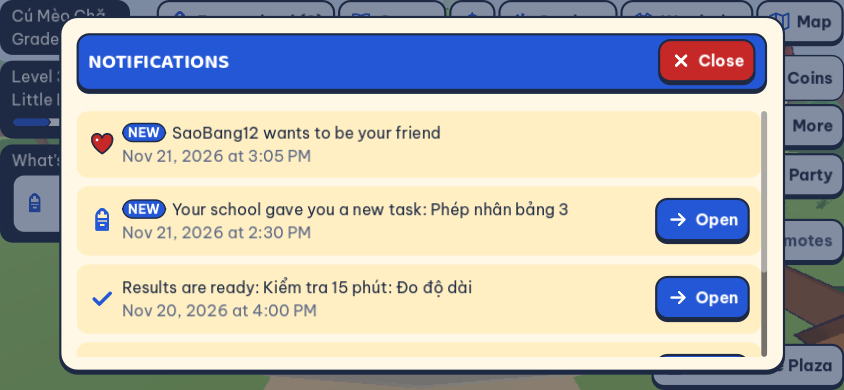 Cú Mèo Chă
Grade
Map
NOTIFICATIONS
Close
Level
Little
Coins
NEW SaoBang12 wants to be your friend
Nov 21, 2026 at 3:05 PM
More
What's
Party
NEW Your school gave you a new task: Phép nhân bảng 3
Nov 21, 2026 at 2:30 PM
Open
motes
Results are ready: Kiểm tra 15 phút: Đo độ dài
Nov 20, 2026 at 4:00 PM
Open
Plaza